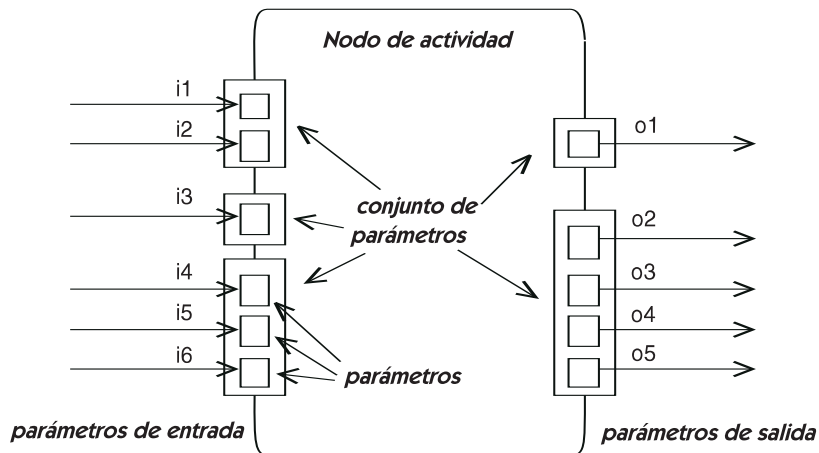 Nodo de actividad
i1
i2
i3
i4
i5
i6
o1
o2
o3
o4
o5
conjunto de
parámetros
parámetros
parámetros de entrada
parámetros de salida